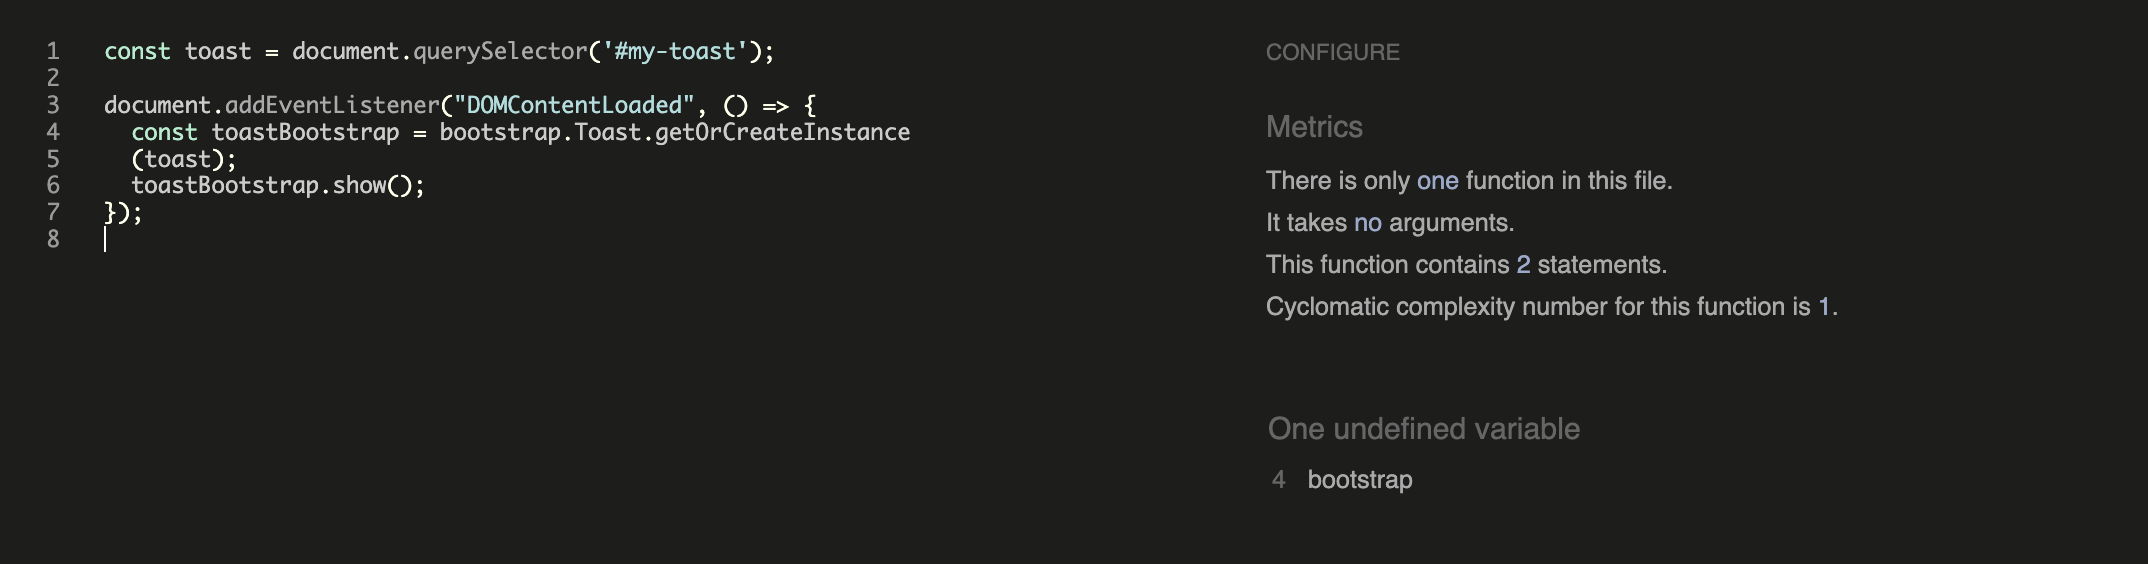 1 const toast = document.querySelector('#my-toast');
2
3 document.addEventListener("DOMContentLoaded", () => {
4 const toastBootstrap = bootstrap.Toast.getOrCreateInstance
5 (toast);
6 toastBootstrap.show();
7 });
8
CONFIGURE
Metrics
There is only one function in this file.
It takes no arguments.
This function contains 2 statements.
Cyclomatic complexity number for this function is 1.
One undefined variable
4 bootstrap